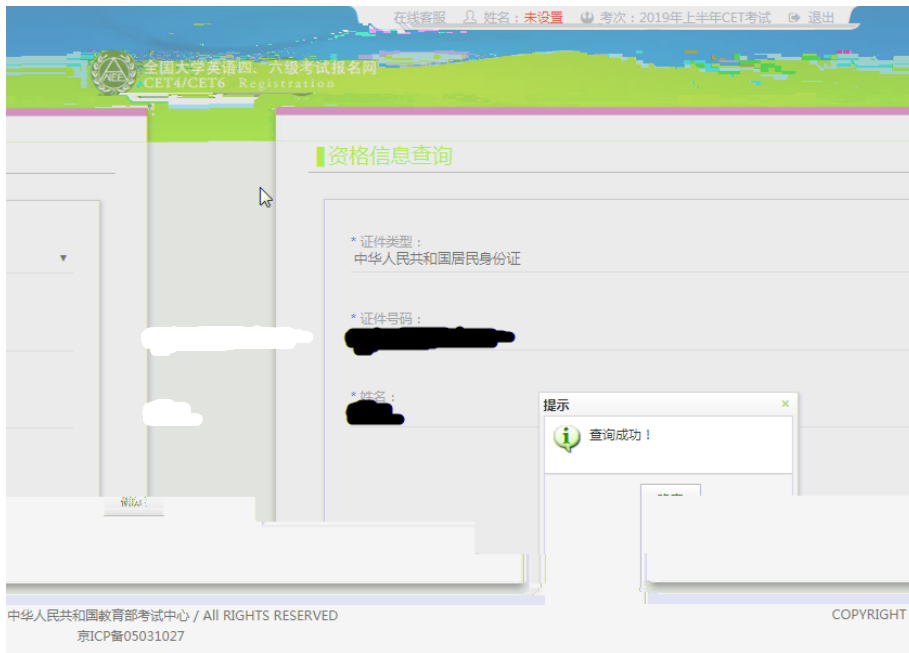 在线客服 姓名：未设置 考次：2019年上半年CET考试 退出
全国大学英语四、六级考试报名网
CET4/CET6 Registration
资格信息查询
* 证件类型：
中华人民共和国居民身份证
* 证件号码：
* 姓名：
提示 ×
查询成功！
中华人民共和国教育部考试中心 / All RIGHTS RESERVED
COPYRIGHT
京ICP备05031027